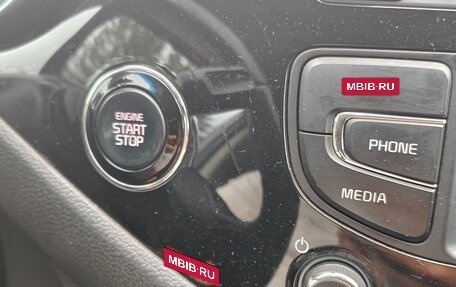 ENGINE
START
STOP
MBIB.RU
PHONE
MEDIA
MBIB.RU